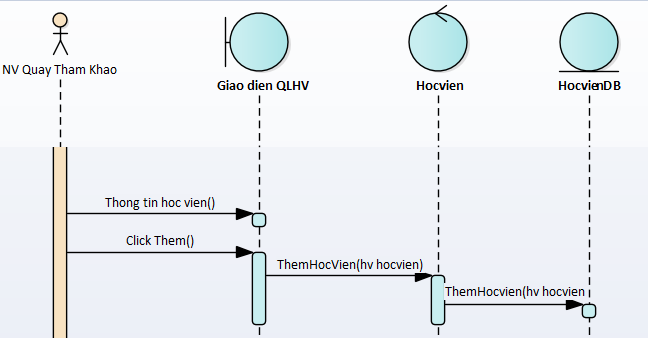 NV Quay Tham Khao
Giao dien QLHV
Hocvien
HocvienDB
Thong tin hoc vien()
Click Them()
ThemHocVien(hv hocvien)
ThemHocvien(hv hocvien